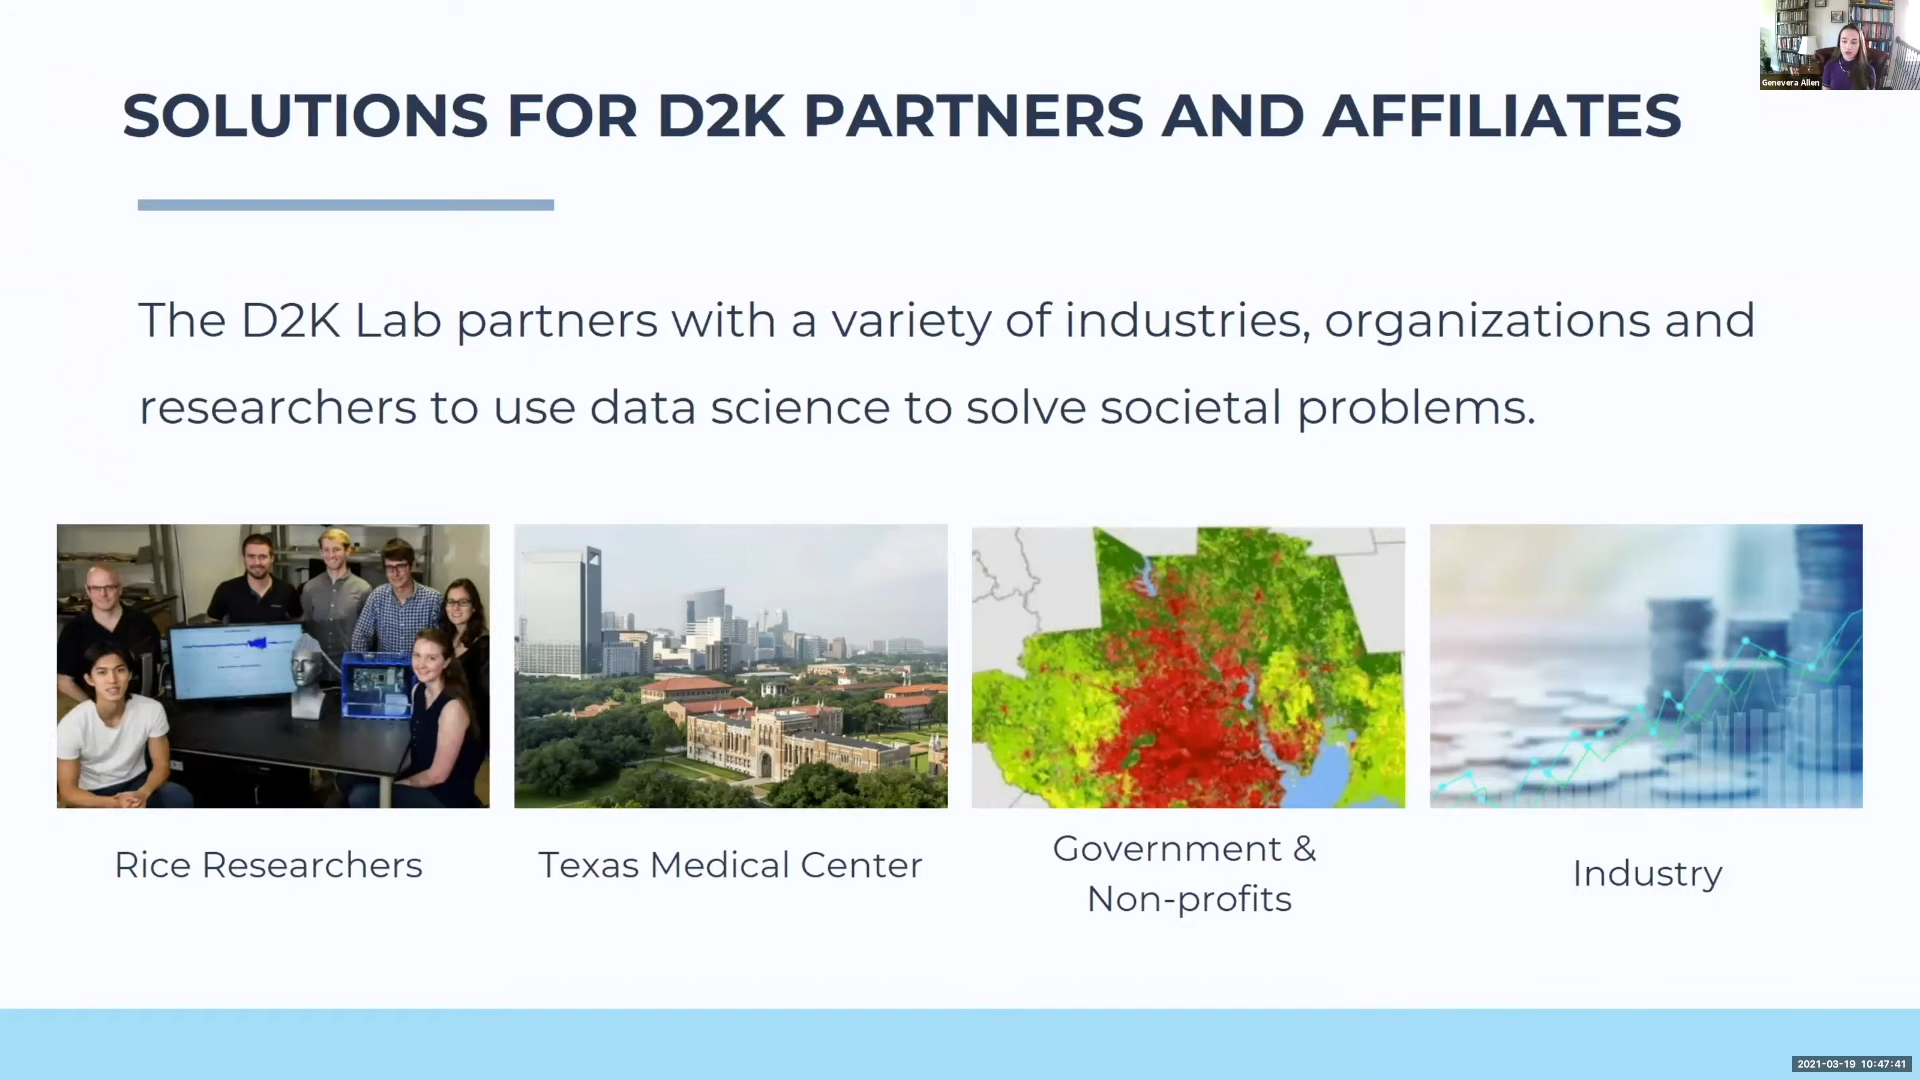 Genevera Allen
SOLUTIONS FOR D2K PARTNERS AND AFFILIATES
The D2K Lab partners with a variety of industries, organizations and
researchers to use data science to solve societal problems.
Rice Researchers
Texas Medical Center
Government &
Non-profits
Industry
2021-03-19 10:47:41